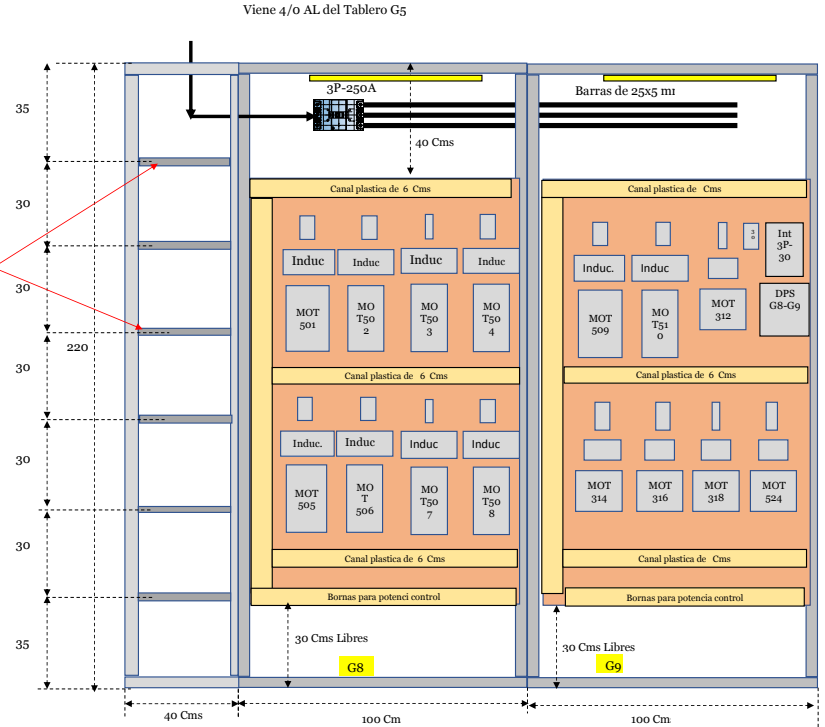 Viene 4/0 AL del Tablero G5
3P-250A
Barras de 25x5 m
40 Cms
35
30
30
30
30
30
35
220
Canal plastica de 6 Cms
Induc
Induc
Induc
Induc
MOT
501
MO
T50
2
MO
T50
3
MO
T50
4
Canal plastica de 6 Cms
Induc.
Induc
Induc
Induc
MOT
505
MO
T
506
MO
T50
7
MO
T50
8
Canal plastica de 6 Cms
Bornas para potenci control
30 Cms Libres
G8
Canal plastica de Cms
3
0
Int
3P-
30
Induc.
Induc
MOT
509
MO
T51
0
MOT
312
DPS
G8-G9
Canal plastica de 6 Cms
MOT
314
MOT
316
MOT
318
MOT
524
Canal plastica de Cms
Bornas para potencia control
30 Cms Libres
G9
40 Cms
100 Cm
100 Cm